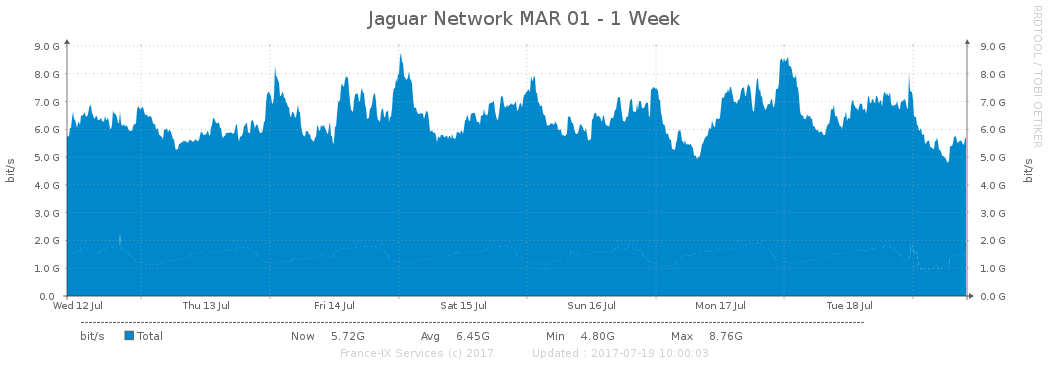 Jaguar Network MAR 01 - 1 Week
RRDTOOL / TOBI OETIKER
bit/s
9.0 G 9.0 G
8.0 G 8.0 G
7.0 G 7.0 G
6.0 G 6.0 G
5.0 G 5.0 G
4.0 G 4.0 G
3.0 G 3.0 G
2.0 G 2.0 G
1.0 G 1.0 G
0.0 0.0 G
bit/s
Wed 12 Jul Thu 13 Jul Fri 14 Jul Sat 15 Jul Sun 16 Jul Mon 17 Jul Tue 18 Jul
bit/s Total Now 5.72G Avg 6.45G Min 4.80G Max 8.76G
France-IX Services (c) 2017 Updated : 2017-07-19 10:00:03